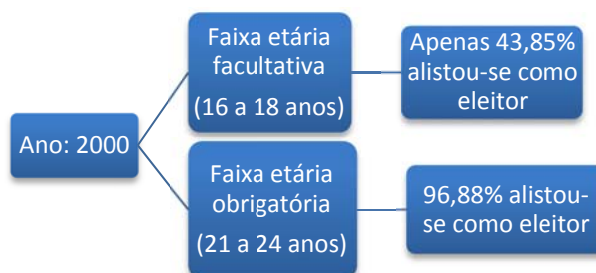 Ano: 2000
Faixa etária
facultativa
(16 a 18 anos)
Apenas 43,85%
alistou-se como
eleitor
Faixa etária
obrigatória
(21 a 24 anos)
96,88% alistou-
se como eleitor